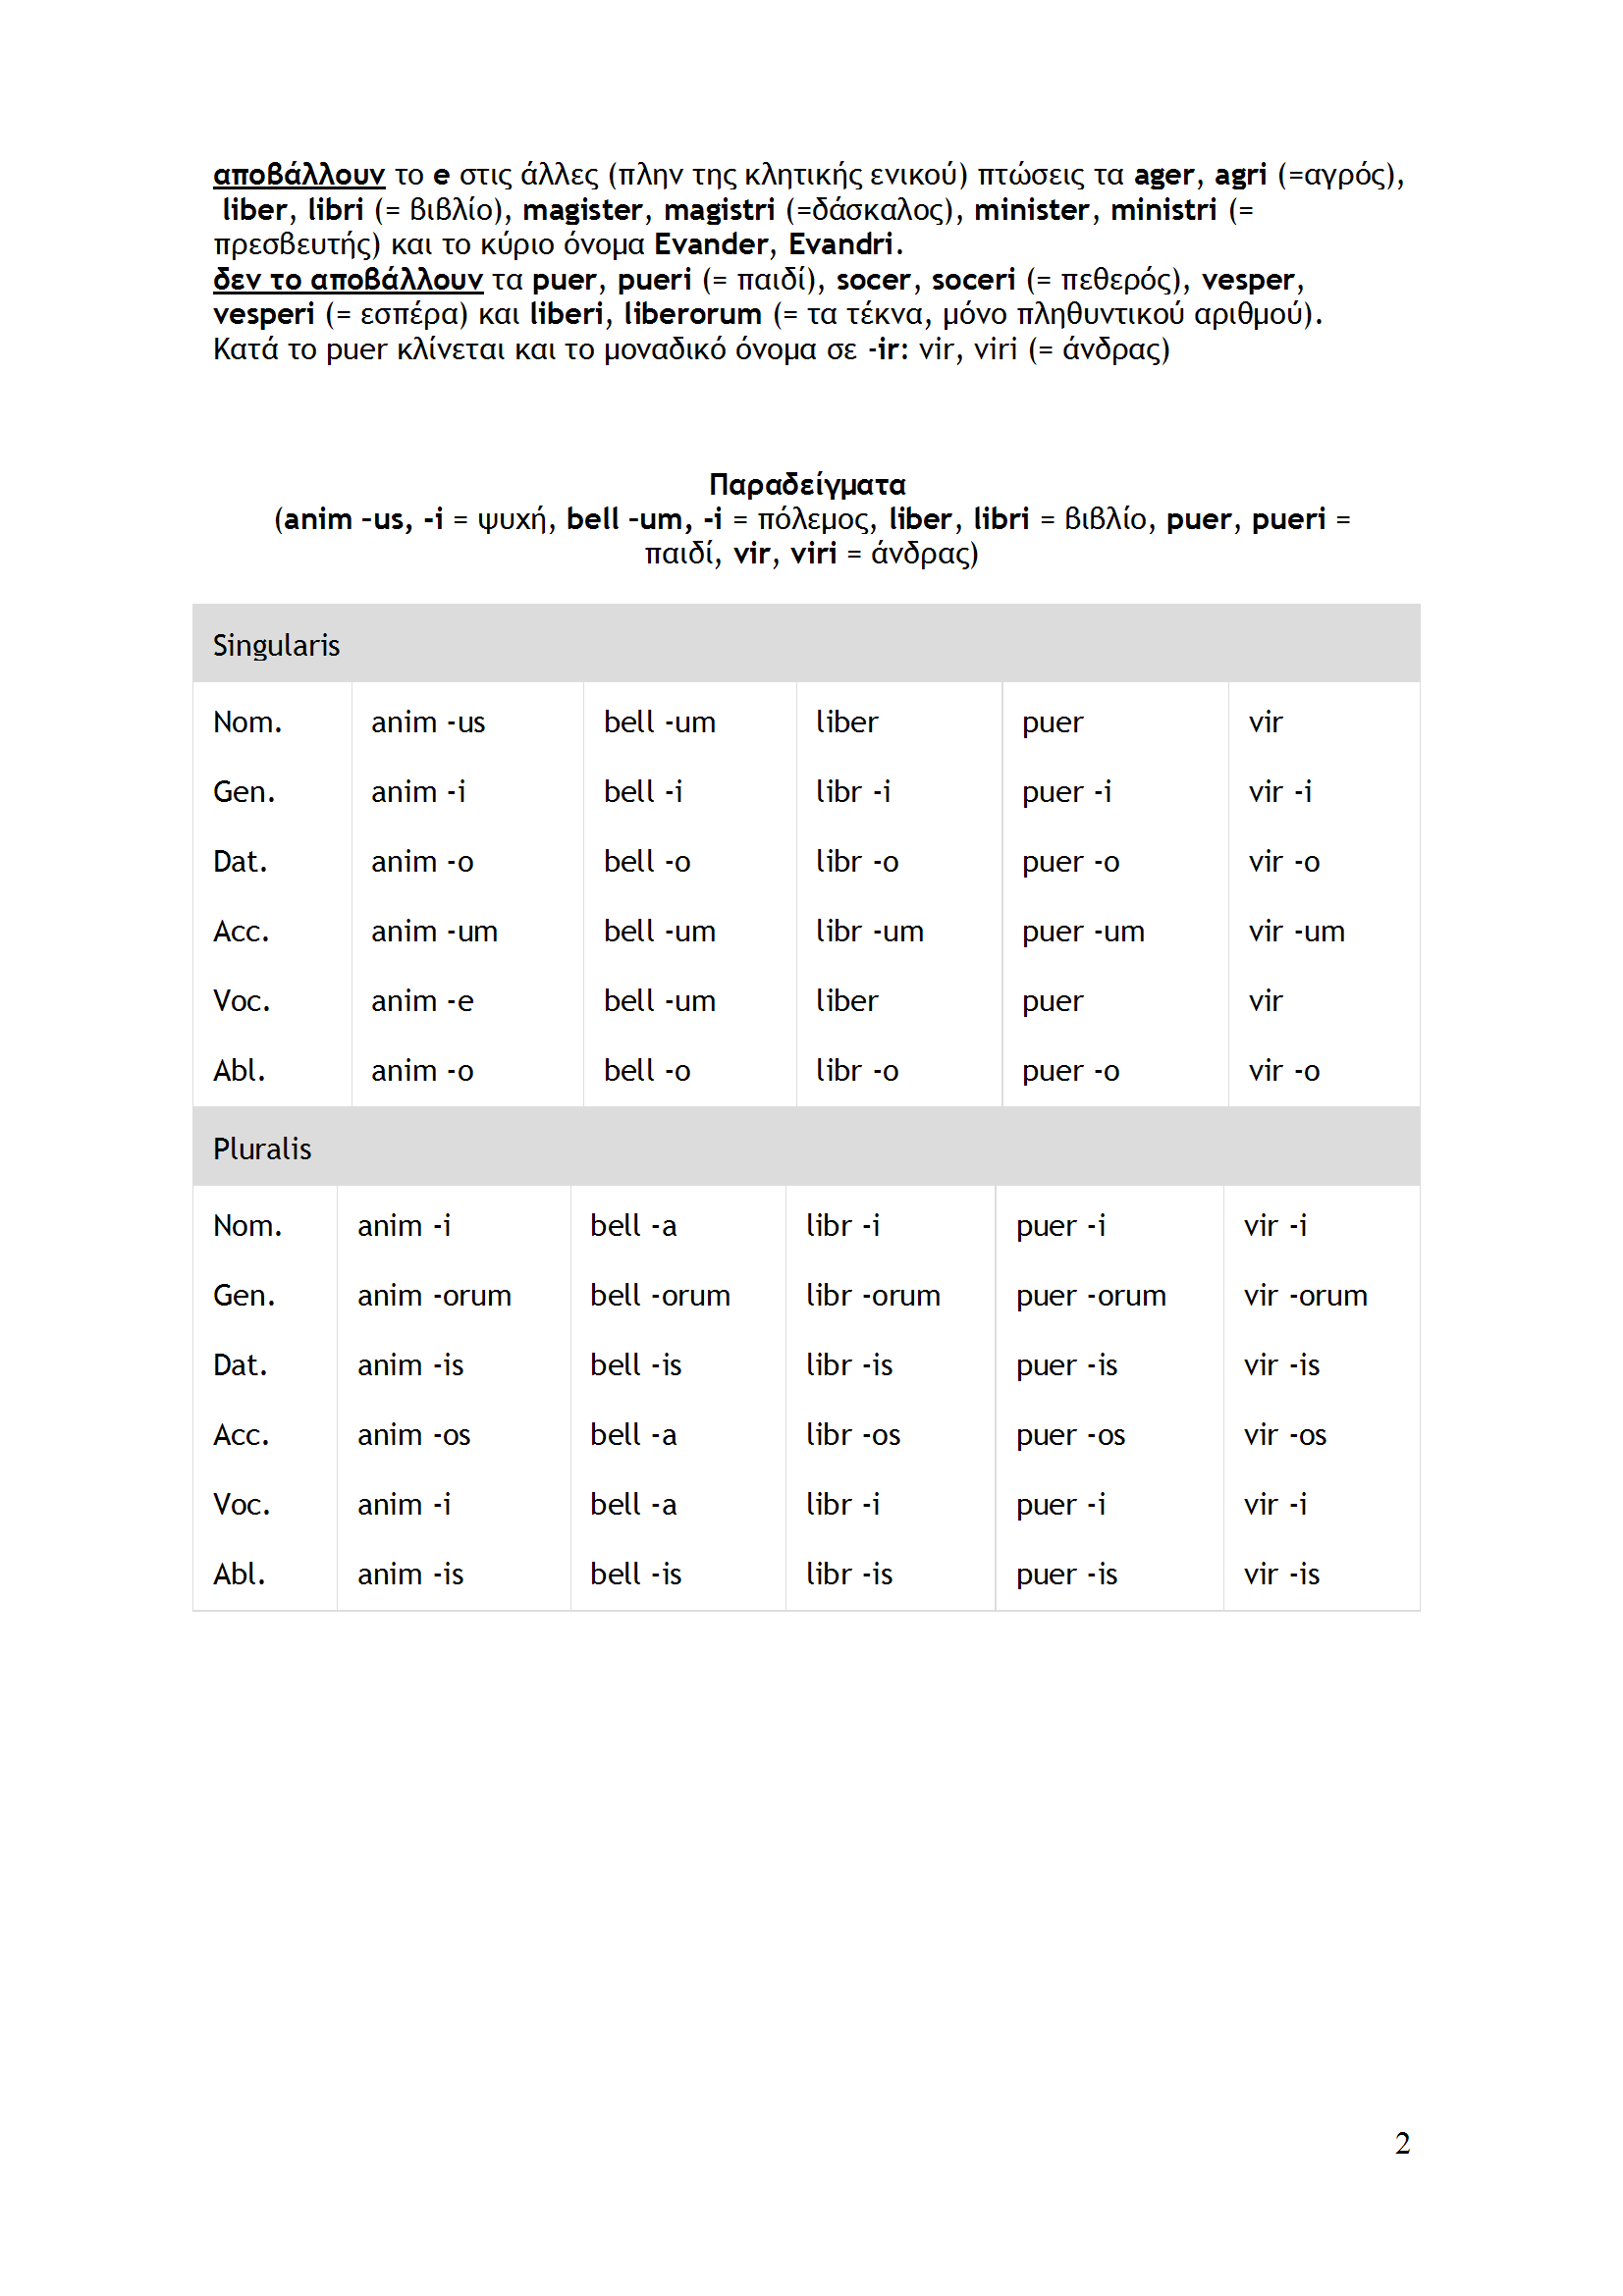 αποβάλλουν το e στις άλλες (πλην της κλητικής ενικού) πτώσεις τα ager, agri (=αγρός),
liber, libri (= βιβλίο), magister, magistri (=δάσκαλος), minister, ministri (=
πρεσβευτής) και το κύριο όνομα Evander, Evandri.
δεν το αποβάλλουν τα puer, pueri (= παιδί), socer, soceri (= πεθερός), vesper,
vesperi (= εσπέρα) και liberi, liberorum (= τα τέκνα, μόνο πληθυντικού αριθμού).
Κατά το puer κλίνεται και το μοναδικό όνομα σε -ir: vir, viri (= άνδρας)
Παραδείγματα
(anim –us, -i = ψυχή, bell –um, -i = πόλεμος, liber, libri = βιβλίο, puer, pueri =
παιδί, vir, viri = άνδρας)
Singularis
Nom. anim -us bell -um liber puer vir
Gen. anim -i bell -i libr -i puer -i vir -i
Dat. anim -o bell -o libr -o puer -o vir -o
Acc. anim -um bell -um libr -um puer -um vir -um
Voc. anim -e bell -um liber puer vir
Abl. anim -o bell -o libr -o puer -o vir -o
Pluralis
Nom. anim -i bell -a libr -i puer -i vir -i
Gen. anim -orum bell -orum libr -orum puer -orum vir -orum
Dat. anim -is bell -is libr -is puer -is vir -is
Acc. anim -os bell -a libr -os puer -os vir -os
Voc. anim -i bell -a libr -i puer -i vir -i
Abl. anim -is bell -is libr -is puer -is vir -is
2